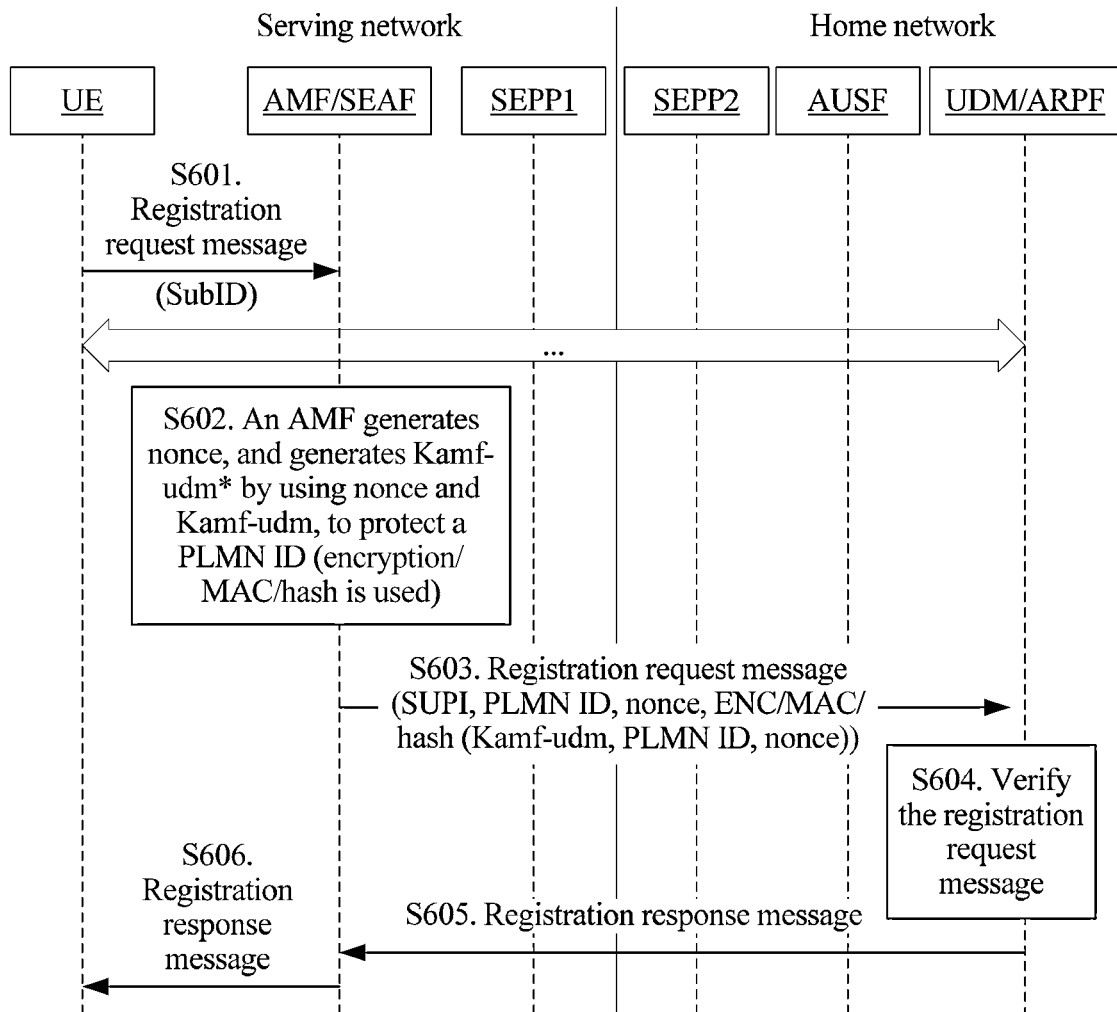 Serving network
Home network
UE
AMF/SEAF
SEPP1
SEPP2
AUSF
UDM/ARPF
S601.
Registration
request message
(SubID)
...
S602. An AMF generates
nonce, and generates Kamf-
udm* by using nonce and
Kamf-udm, to protect a
PLMN ID (encryption/
MAC/hash is used)
S603. Registration request message
(SUPI, PLMN ID, nonce, ENC/MAC/
hash (Kamf-udm, PLMN ID, nonce))
S604. Verify
the registration
request
message
S605. Registration response message
S606.
Registration
response
message